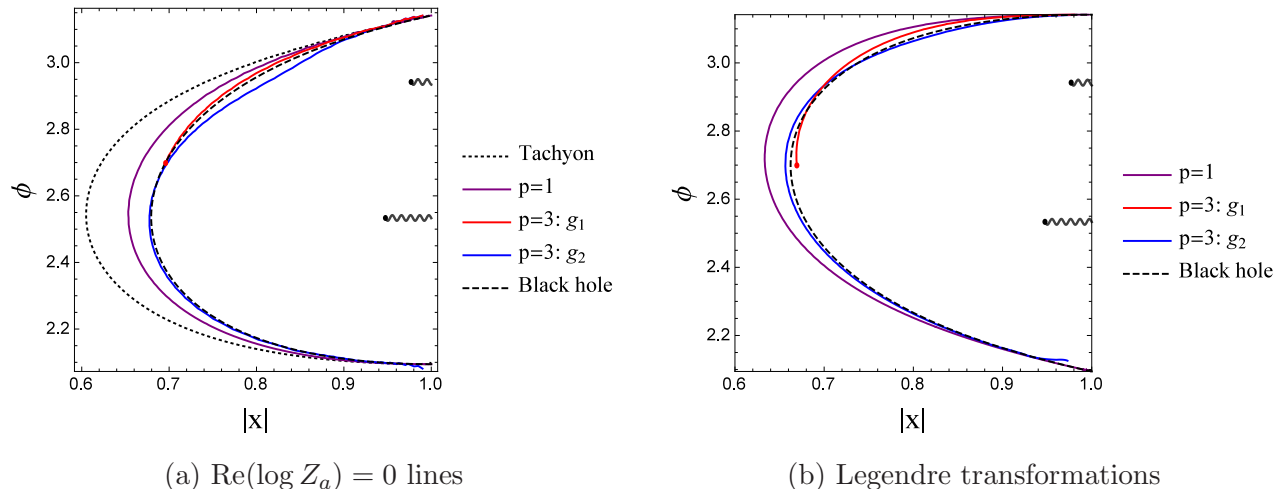 3.0
2.8
2.6
2.4
2.2
ϕ
0.6 0.7 0.8 0.9 1.0
|x|
Tachyon
p=1
p=3: g₁
p=3: g₂
Black hole
(a) Re(log Zₐ) = 0 lines
3.0
2.8
2.6
2.4
2.2
ϕ
0.6 0.7 0.8 0.9 1.0
|x|
p=1
p=3: g₁
p=3: g₂
Black hole
(b) Legendre transformations